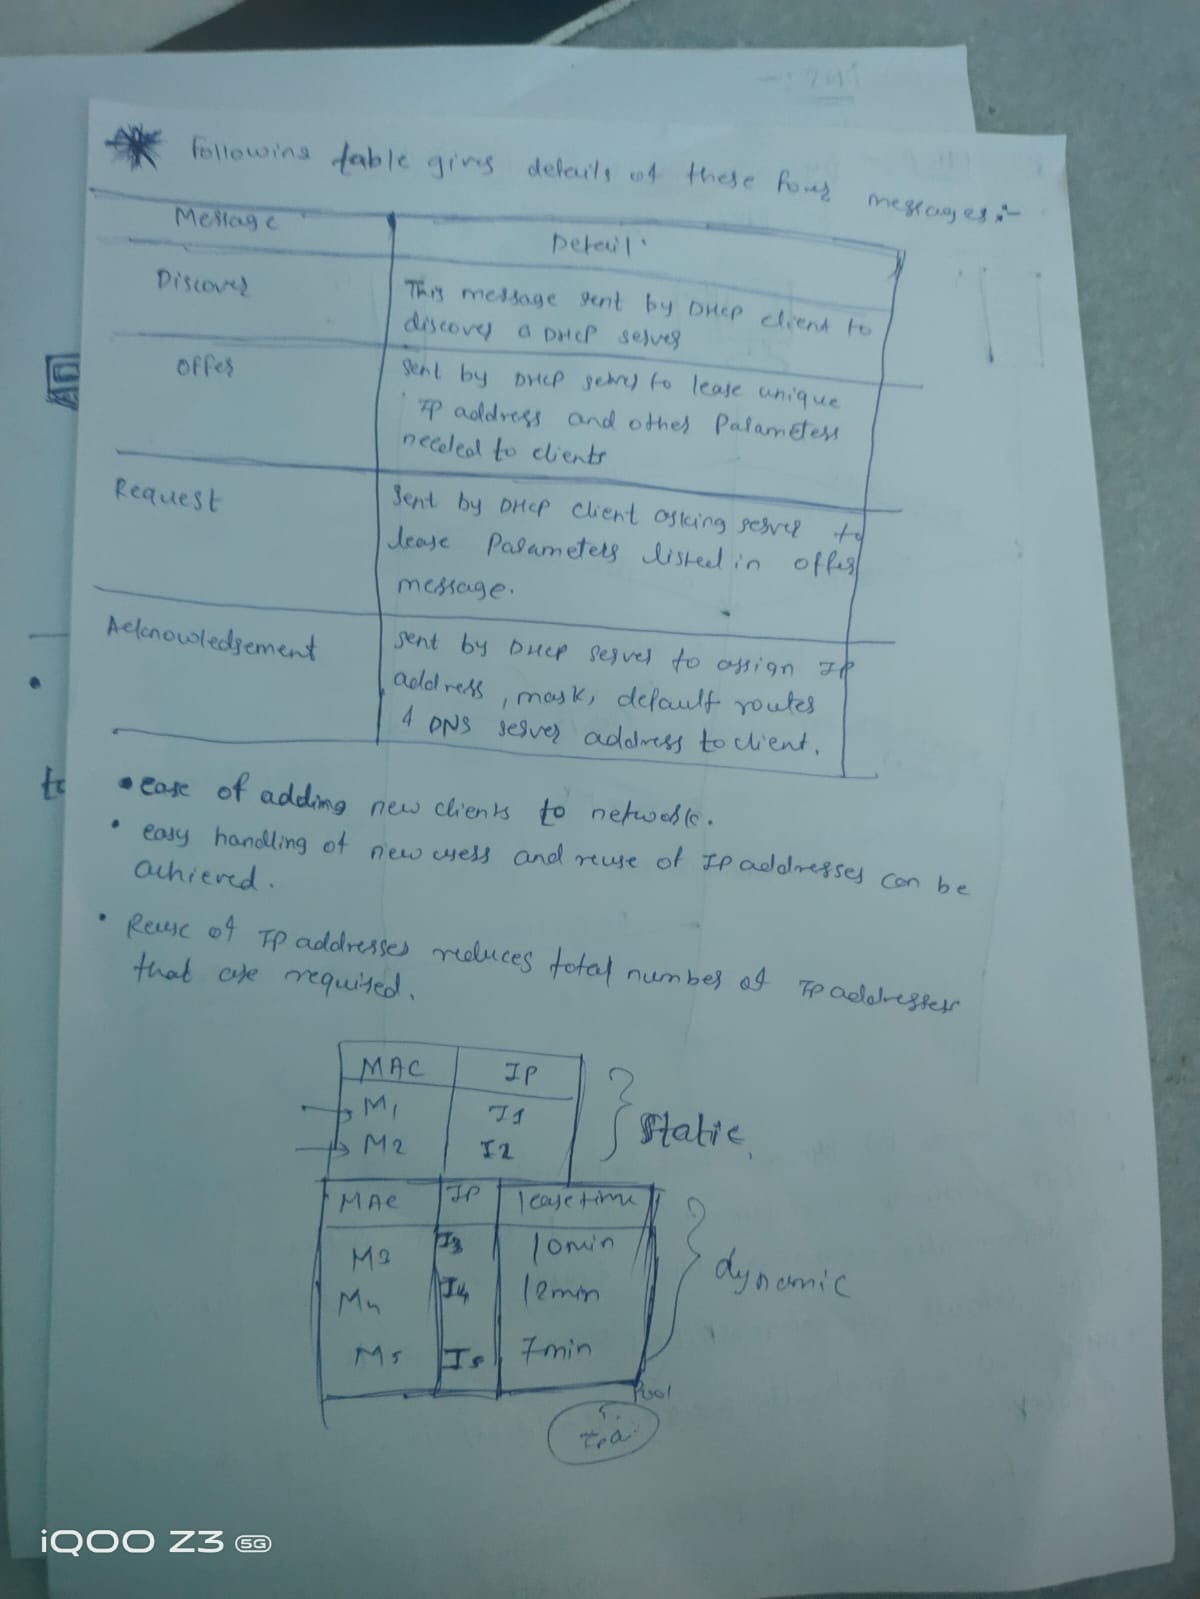 Following table gives details of these four messages :-
Message
Detail
Discover
This message sent by DHCP client to
discover a DHCP server
Offer
Sent by DHCP server to lease unique
IP address and other Parameters
needed to clients
Request
Sent by DHCP client asking server to
lease Parameters listed in offer
message.
Acknowledgement
sent by DHCP server to assign IP
address, mask, default router
& DNS server address to client.
• ease of adding new clients to network.
• easy handling of new users and reuse of IP addresses can be
achieved.
• Reuse of IP addresses reduces total number of IP addresses
that are required.
MAC IP
M1 I1
M2 I2
Static
MAC IP lease time
M3 I3 10min
M4 I4 12min
M5 I5 7min
dynamic
Pool
to
iQOO Z3 5G